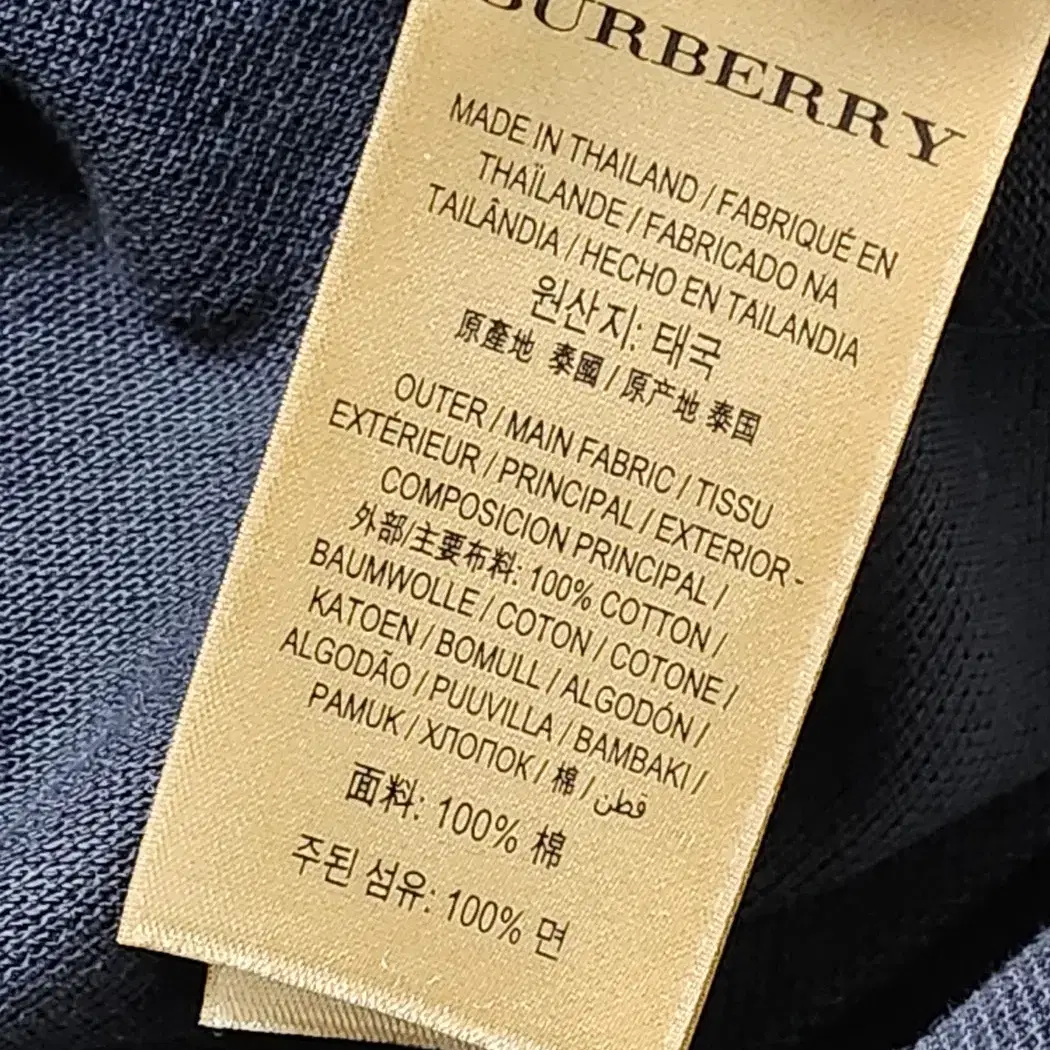 BURBERRY
MADE IN THAILAND / FABRIQUÉ EN
THAÏLANDE / FABRICADO NA
TAILÂNDIA / HECHO EN TAILANDIA
원산지: 태국
原產地 泰國 / 原产地 泰国
OUTER / MAIN FABRIC / TISSU
EXTÉRIEUR / PRINCIPAL / EXTERIOR -
COMPOSICION PRINCIPAL /
外部/主要布料: 100% COTTON /
BAUMWOLLE / COTON / COTONE /
KATOEN / BOMULL / ALGODÓN /
ALGODÃO / PUUVILLA / BAMBAKI /
PAMUK / ХЛОПОК / 棉 / قطن
面料: 100% 棉
주된 섬유: 100% 면